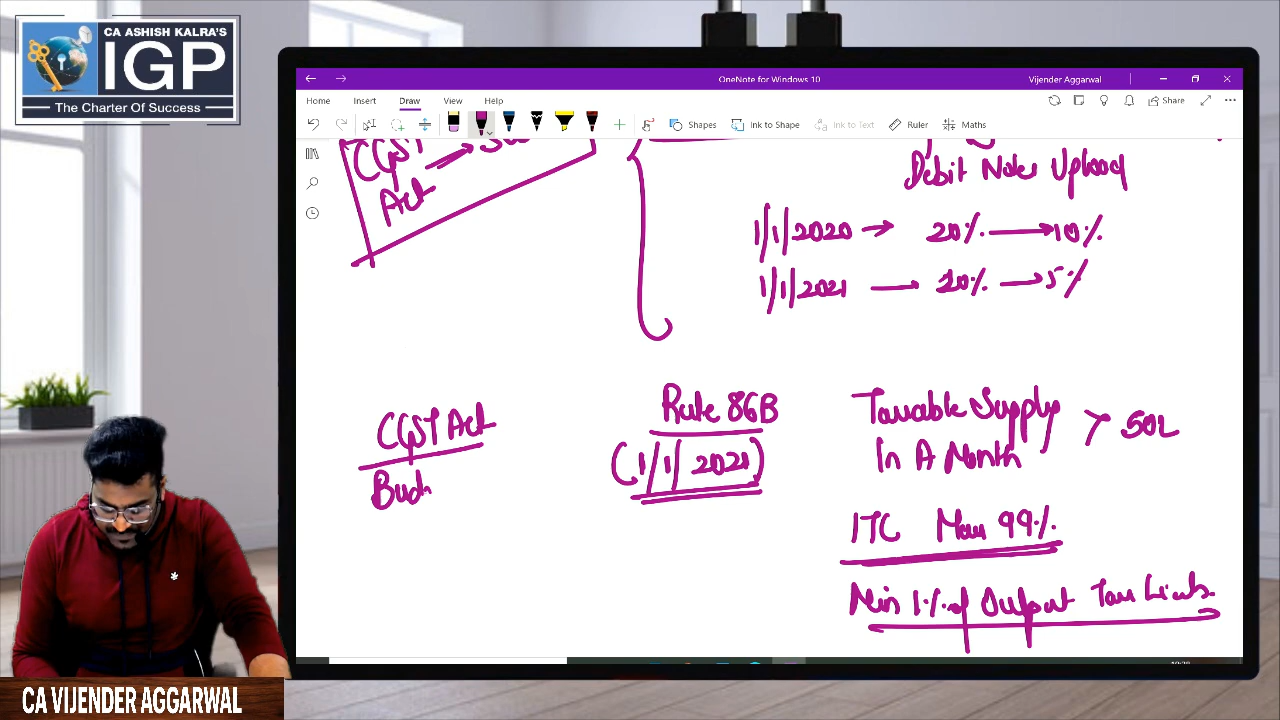 CA ASHISH KALRA'S
IGP
The Charter Of Success
OneNote for Windows 10
Vijender Aggarwal
Home Insert Draw View Help
Share
Shapes Ink to Shape Ink to Text Ruler Maths
CGST
Act
Debit Notes Upload
1/1/2020 → 20% → 10%
1/1/2021 → 10% → 5%
CGST Act
Bud
Rule 86B
(1/1/2021)
Taxable Supply
In A Month
> 50L
ITC Max 99%
Min 1% of Output Tax Liab.
CA VIJENDER AGGARWAL